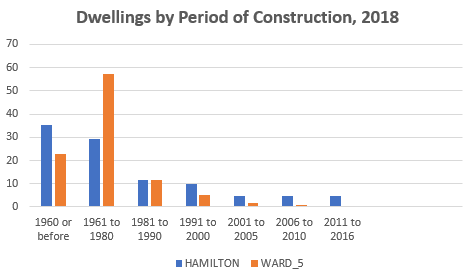 Dwellings by Period of Construction, 2018
70
60
50
40
30
20
10
0
1960 or before
1961 to 1980
1981 to 1990
1991 to 2000
2001 to 2005
2006 to 2010
2011 to 2016
HAMILTON
WARD_5